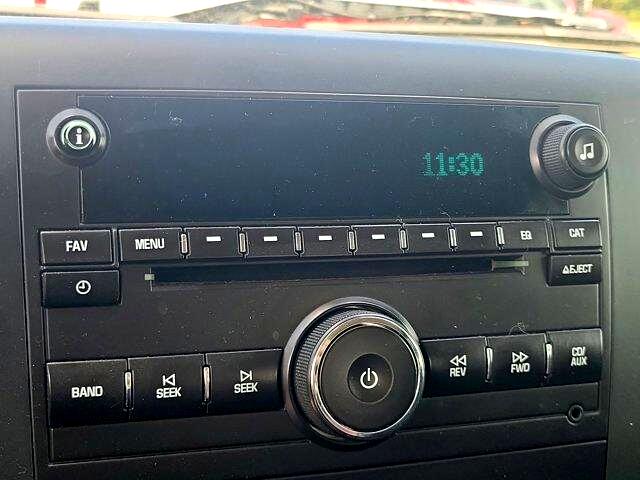 i
11:30
FAV
MENU
EQ
CAT
EJECT
BAND
SEEK
SEEK
REV
FWD
CD/
AUX